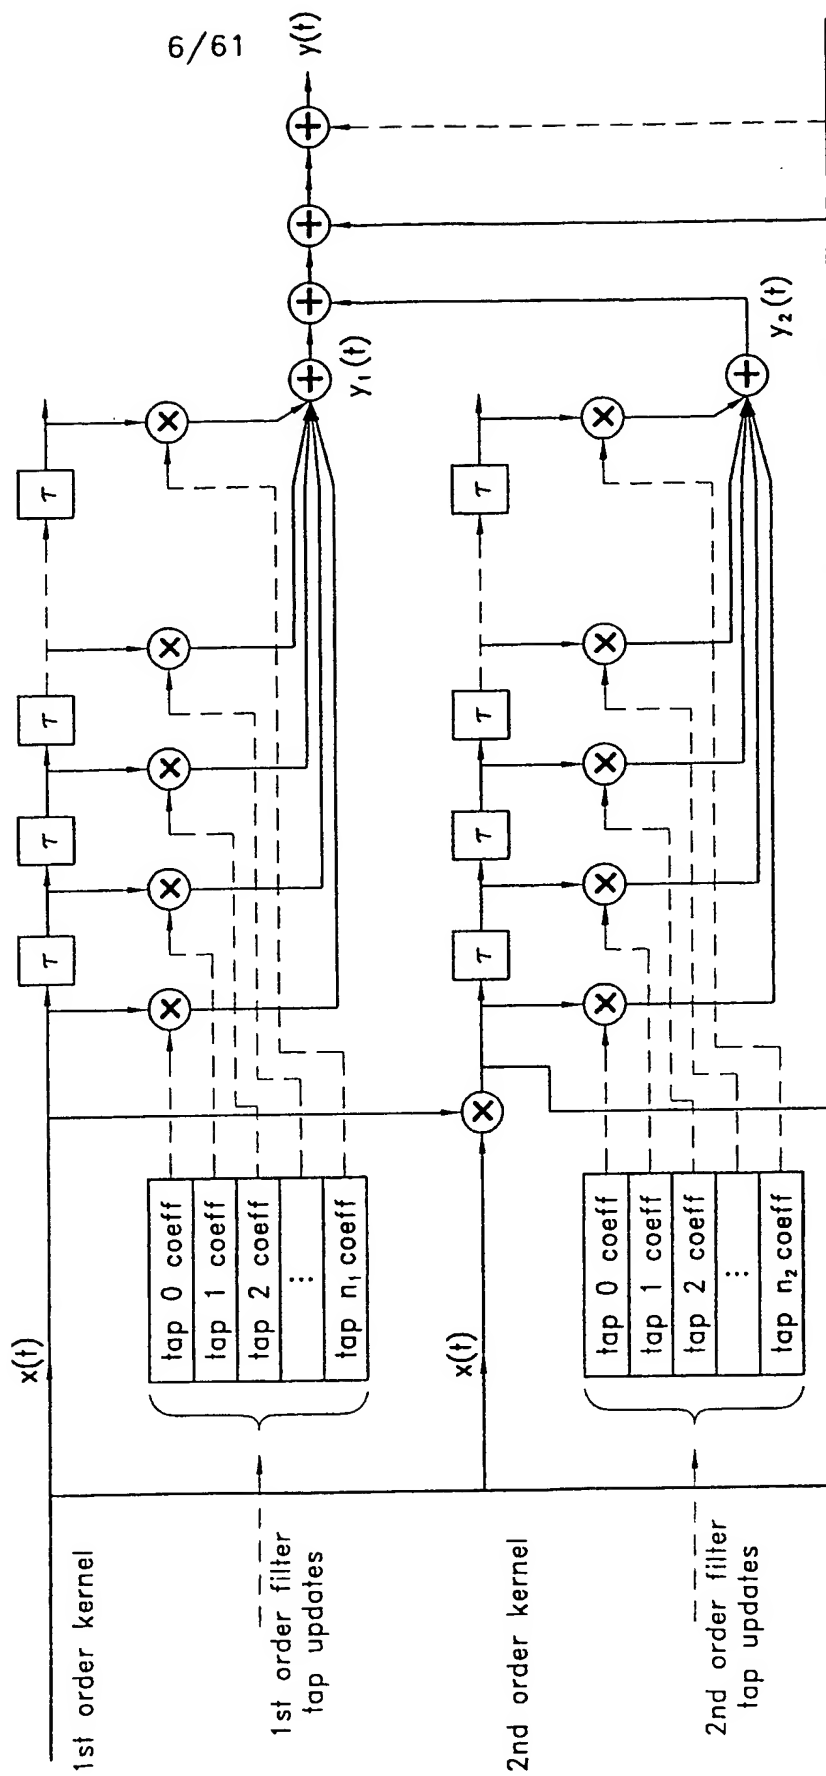 6/61
1st order kernel
x(t)
τ
τ
τ
τ
1st order filter
tap updates
tap 0 coeff
tap 1 coeff
tap 2 coeff
...
tap n₁ coeff
y₁(t)
y(t)
2nd order kernel
x(t)
τ
τ
τ
τ
2nd order filter
tap updates
tap 0 coeff
tap 1 coeff
tap 2 coeff
...
tap n₂ coeff
y₂(t)